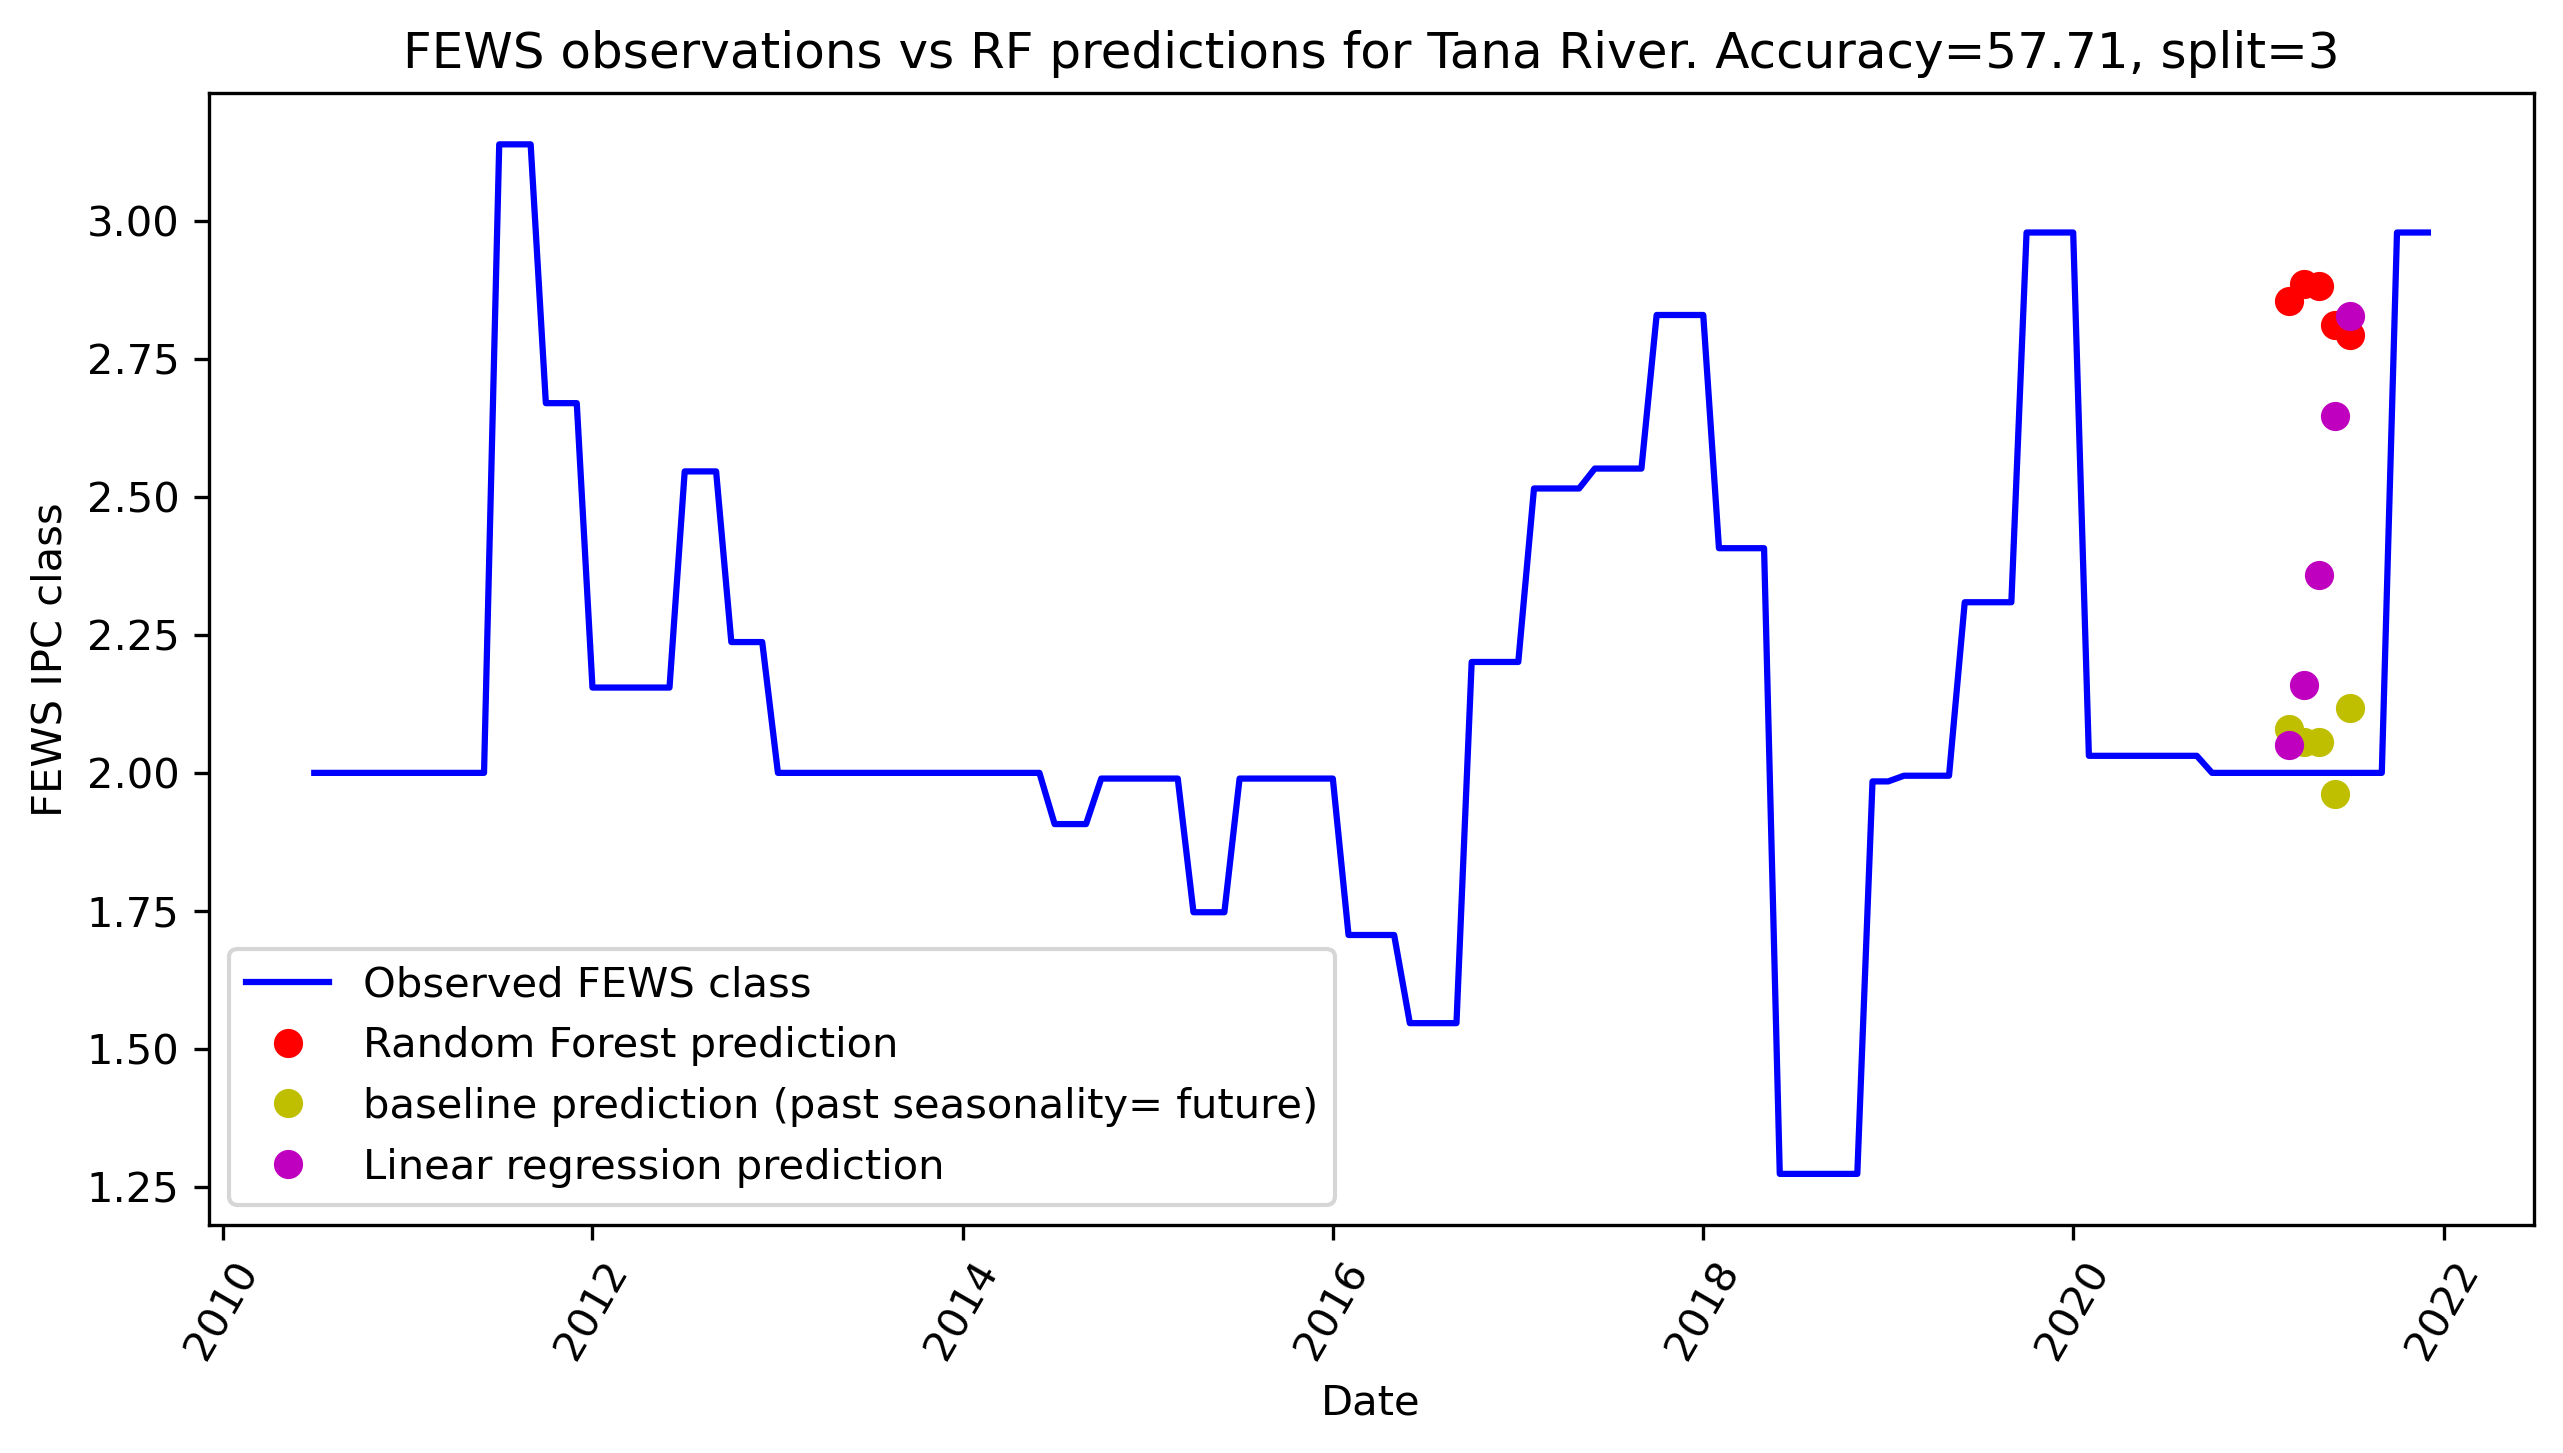 FEWS observations vs RF predictions for Tana River. Accuracy=57.71, split=3
FEWS IPC class
3.00
2.75
2.50
2.25
2.00
1.75
1.50
1.25
Observed FEWS class
Random Forest prediction
baseline prediction (past seasonality= future)
Linear regression prediction
2010
2012
2014
2016
2018
2020
2022
Date